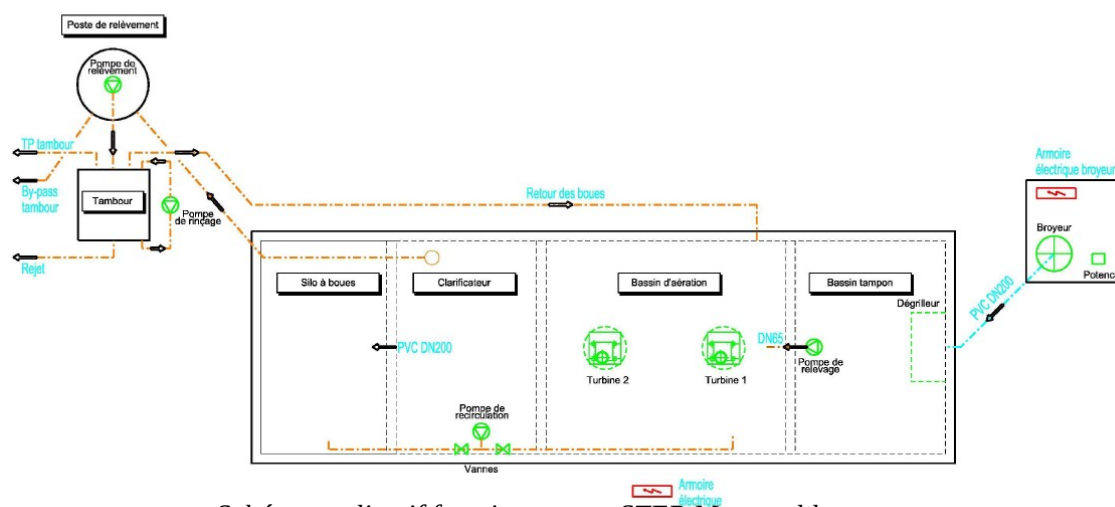 Poste de relèvement
Pompe de
relèvement
TP tambour
By-pass
tambour
Tambour
Pompe
de rinçage
Rejet
Retour des boues
Armoire
électrique broyeur
Broyeur
Potenc
PVC DN200
Silo à boues
Clarificateur
Bassin d'aération
Bassin tampon
Dégrilleur
PVC DN200
DN65
Pompe de
relevage
Turbine 2
Turbine 1
Pompe de
recirculation
Vannes
Armoire
électrique